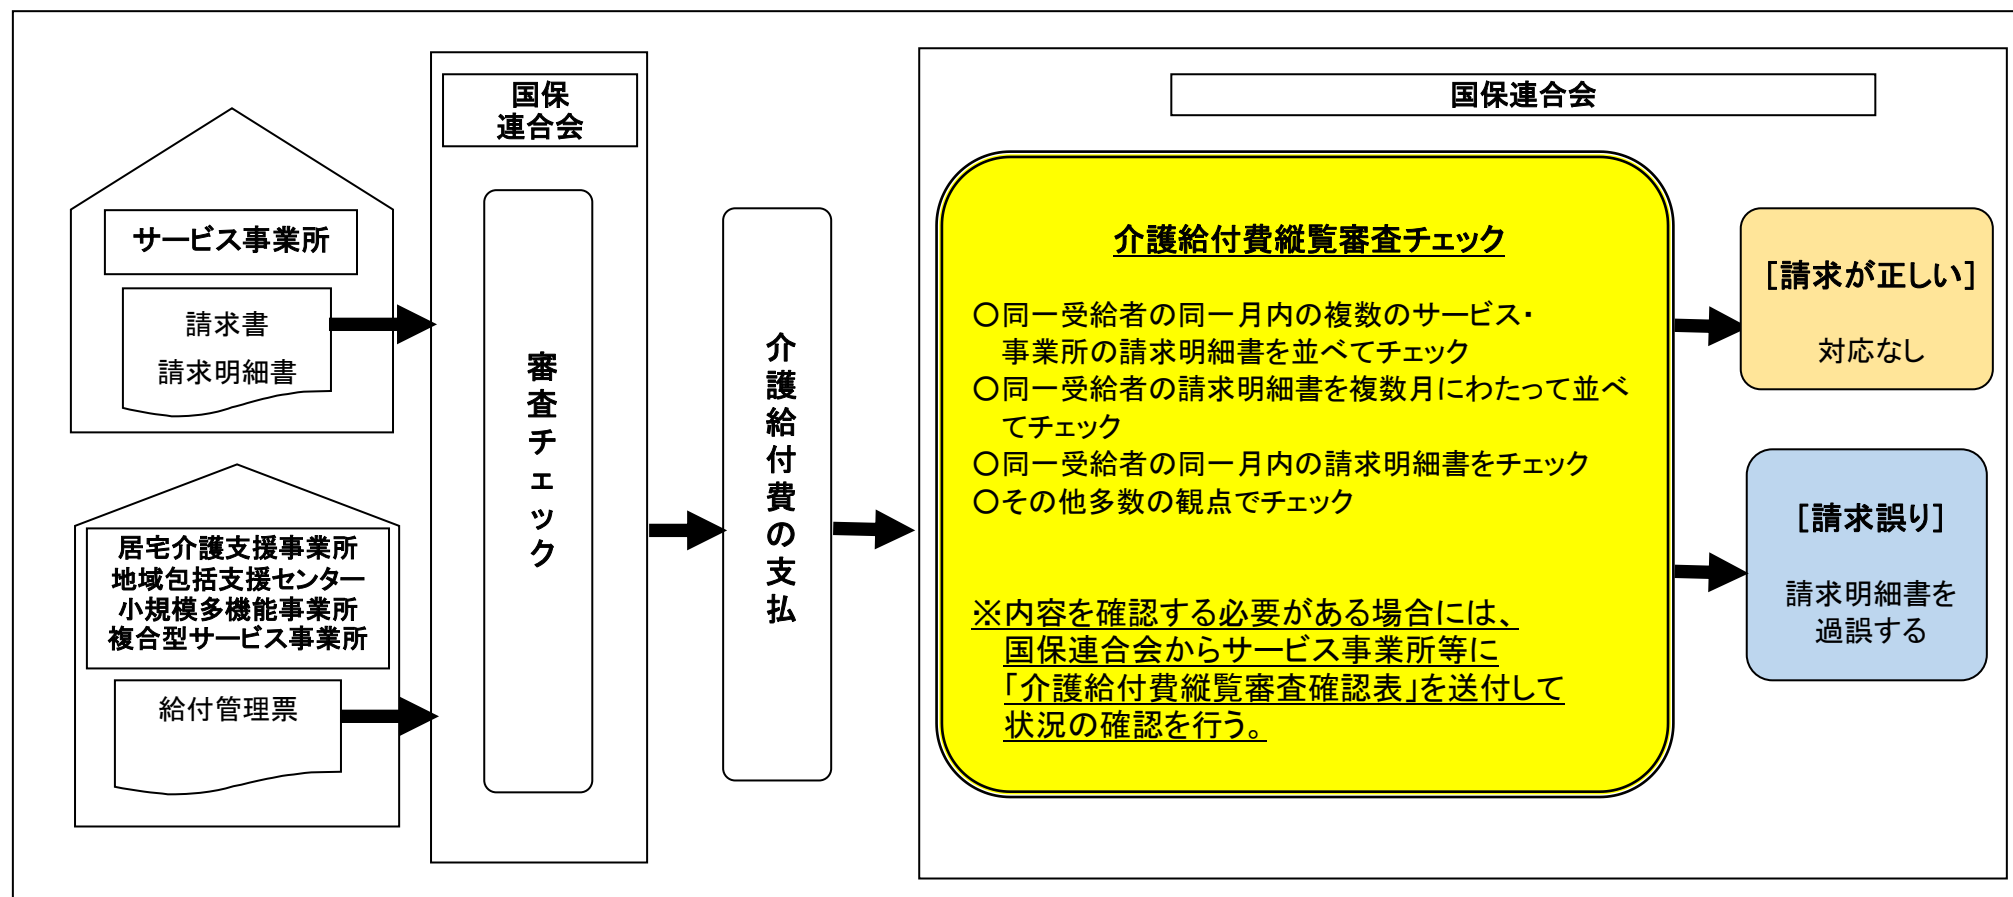 サービス事業所
請求書
請求明細書
居宅介護支援事業所
地域包括支援センター
小規模多機能事業所
複合型サービス事業所
給付管理票
国保
連合会
審査チェック
介護給付費の支払
国保連合会
介護給付費縦覧審査チェック
○同一受給者の同一月内の複数のサービス・
事業所の請求明細書を並べてチェック
○同一受給者の請求明細書を複数月にわたって並べ
てチェック
○同一受給者の同一月内の請求明細書をチェック
○その他多数の観点でチェック
※内容を確認する必要がある場合には、
国保連合会からサービス事業所等に
「介護給付費縦覧審査確認表」を送付して
状況の確認を行う。
[請求が正しい]
対応なし
[請求誤り]
請求明細書を
過誤する